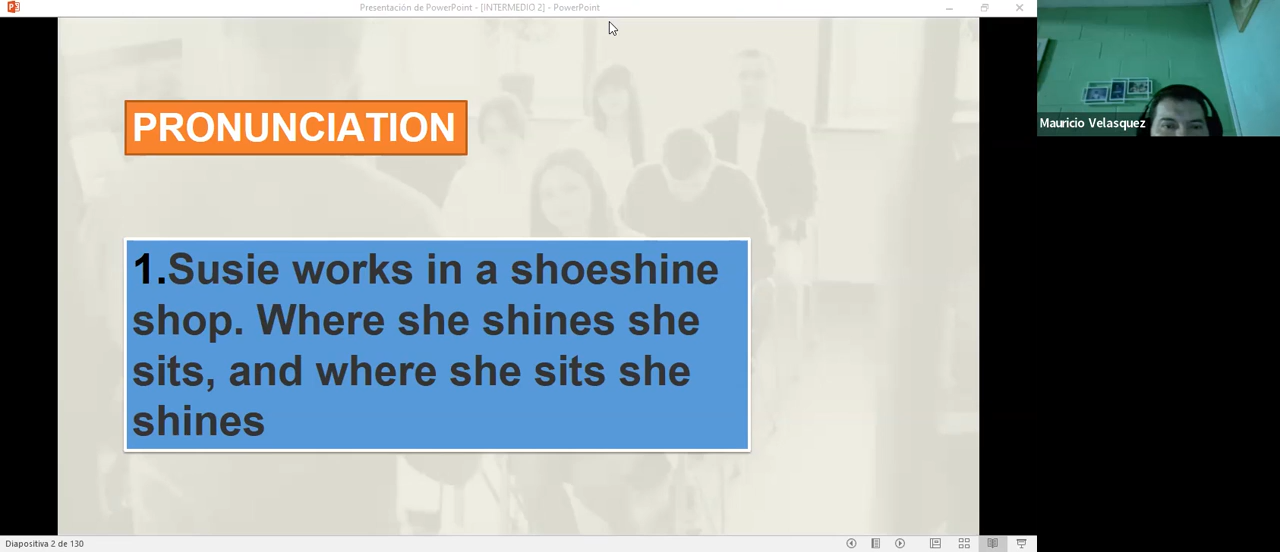 Presentación de PowerPoint - [INTERMEDIO 2] - PowerPoint
PRONUNCIATION
1.Susie works in a shoeshine
shop. Where she shines she
sits, and where she sits she
shines
Mauricio Velasquez
Diapositiva 2 de 130